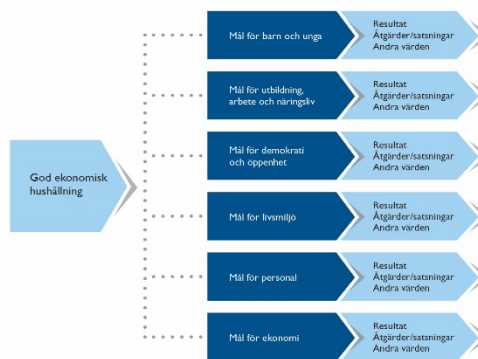 God ekonomisk
hushållning
Mål för barn och unga
Resultat
Åtgärder/satsningar
Andra värden
Mål för utbildning,
arbete och näringsliv
Resultat
Åtgärder/satsningar
Andra värden
Mål för demokrati
och öppenhet
Resultat
Åtgärder/satsningar
Andra värden
Mål för livsmiljö
Resultat
Åtgärder/satsningar
Andra värden
Mål för personal
Resultat
Åtgärder/satsningar
Andra värden
Mål för ekonomi
Resultat
Åtgärder/satsningar
Andra värden